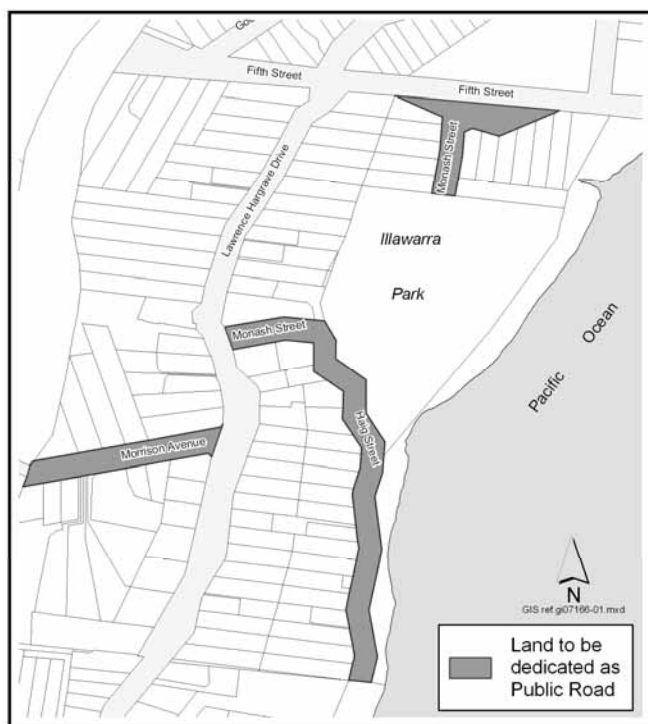 Fifth Street
Fifth Street
Monash Street
Lawrence Hargrave Drive
Illawarra
Park
Monash Street
Haig Street
Morrison Avenue
Pacific Ocean
N
GIS ref.gi07166-01.mxd
Land to be
dedicated as
Public Road